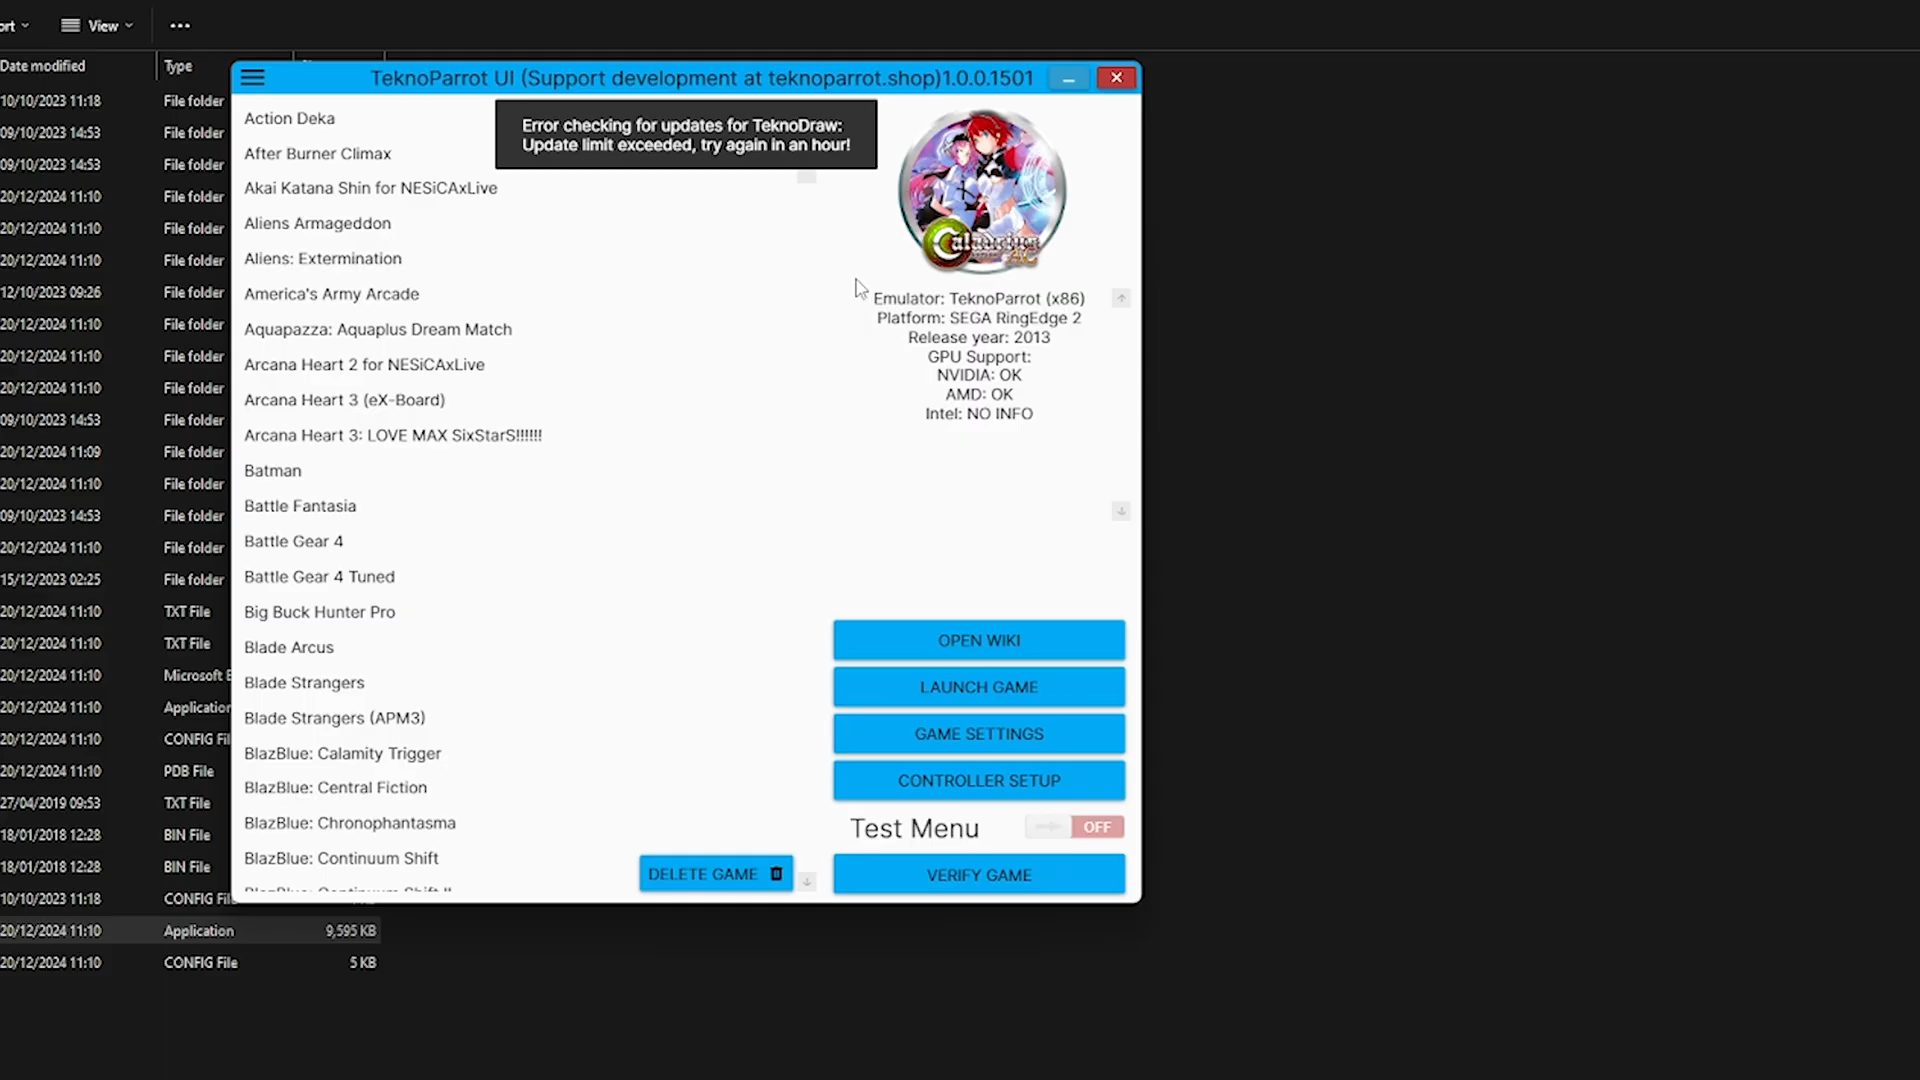 ort
View
Date modified
Type
10/10/2023 11:18
File folder
09/10/2023 14:53
File folder
09/10/2023 14:53
File folder
20/12/2024 11:10
File folder
20/12/2024 11:10
File folder
20/12/2024 11:10
File folder
12/10/2023 09:26
File folder
20/12/2024 11:10
File folder
20/12/2024 11:10
File folder
20/12/2024 11:10
File folder
09/10/2023 14:53
File folder
20/12/2024 11:09
File folder
20/12/2024 11:10
File folder
09/10/2023 14:53
File folder
20/12/2024 11:10
File folder
15/12/2023 02:25
File folder
20/12/2024 11:10
TXT File
20/12/2024 11:10
TXT File
20/12/2024 11:10
Microsoft E
20/12/2024 11:10
Application
20/12/2024 11:10
CONFIG Fil
20/12/2024 11:10
PDB File
27/04/2019 09:53
TXT File
18/01/2018 12:28
BIN File
18/01/2018 12:28
BIN File
10/10/2023 11:18
CONFIG File
20/12/2024 11:10
Application
9,595 KB
20/12/2024 11:10
CONFIG File
5 KB
TeknoParrot UI (Support development at teknoparrot.shop)1.0.0.1501
Error checking for updates for TeknoDraw:
Update limit exceeded, try again in an hour!
Action Deka
After Burner Climax
Akai Katana Shin for NESiCAxLive
Aliens Armageddon
Aliens: Extermination
America's Army Arcade
Aquapazza: Aquaplus Dream Match
Arcana Heart 2 for NESiCAxLive
Arcana Heart 3 (eX-Board)
Arcana Heart 3: LOVE MAX SixStarS!!!!!!
Batman
Battle Fantasia
Battle Gear 4
Battle Gear 4 Tuned
Big Buck Hunter Pro
Blade Arcus
Blade Strangers
Blade Strangers (APM3)
BlazBlue: Calamity Trigger
BlazBlue: Central Fiction
BlazBlue: Chronophantasma
BlazBlue: Continuum Shift
BlazBlue: Continuum Shift II
DELETE GAME
Caladrius
AC
Emulator: TeknoParrot (x86)
Platform: SEGA RingEdge 2
Release year: 2013
GPU Support:
NVIDIA: OK
AMD: OK
Intel: NO INFO
OPEN WIKI
LAUNCH GAME
GAME SETTINGS
CONTROLLER SETUP
Test Menu
OFF
VERIFY GAME